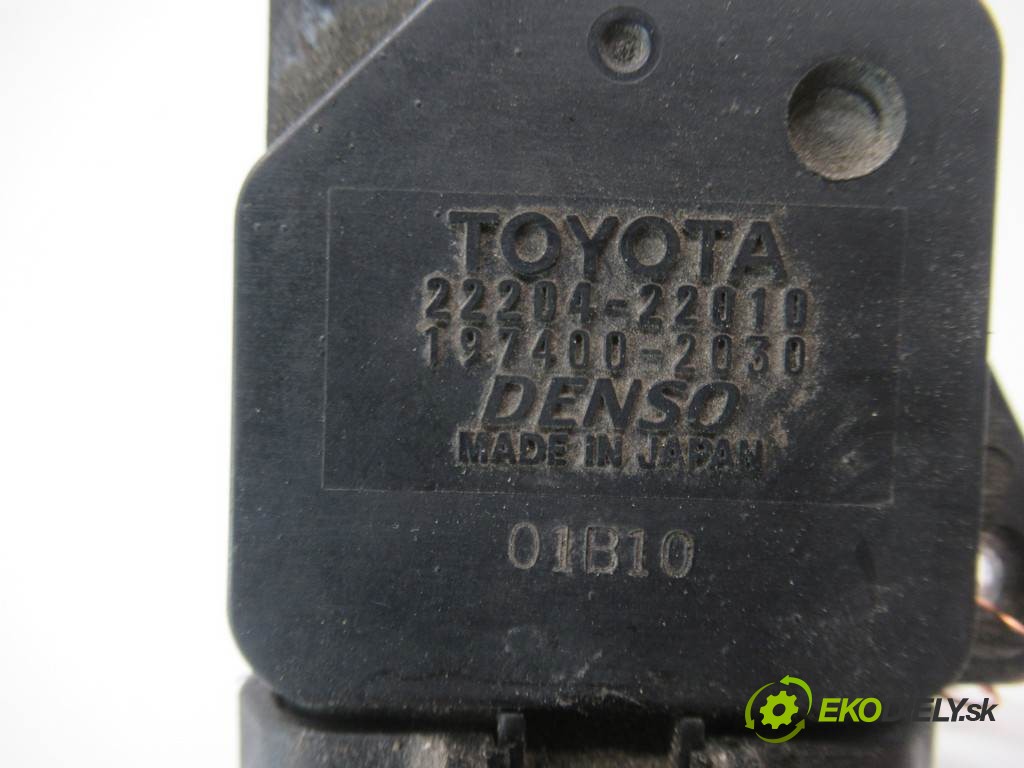 TOYOTA
22204-22010
197400-2030
DENSO
MADE IN JAPAN
01B10
EKODIELY.sk